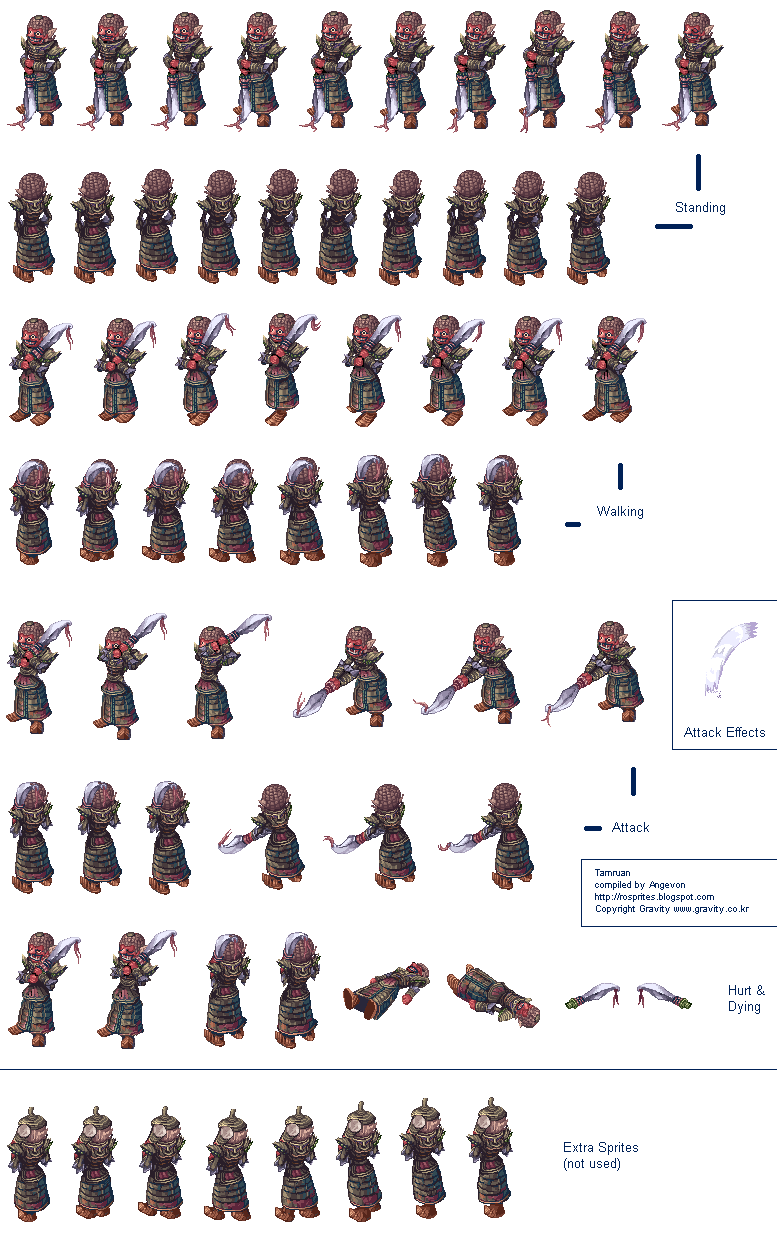 Standing
Walking
Attack Effects
Attack
Tamruan
compiled by Angevon
http://rosprites.blogspot.com
Copyright Gravity www.gravity.co.kr
Hurt &
Dying
Extra Sprites
(not used)